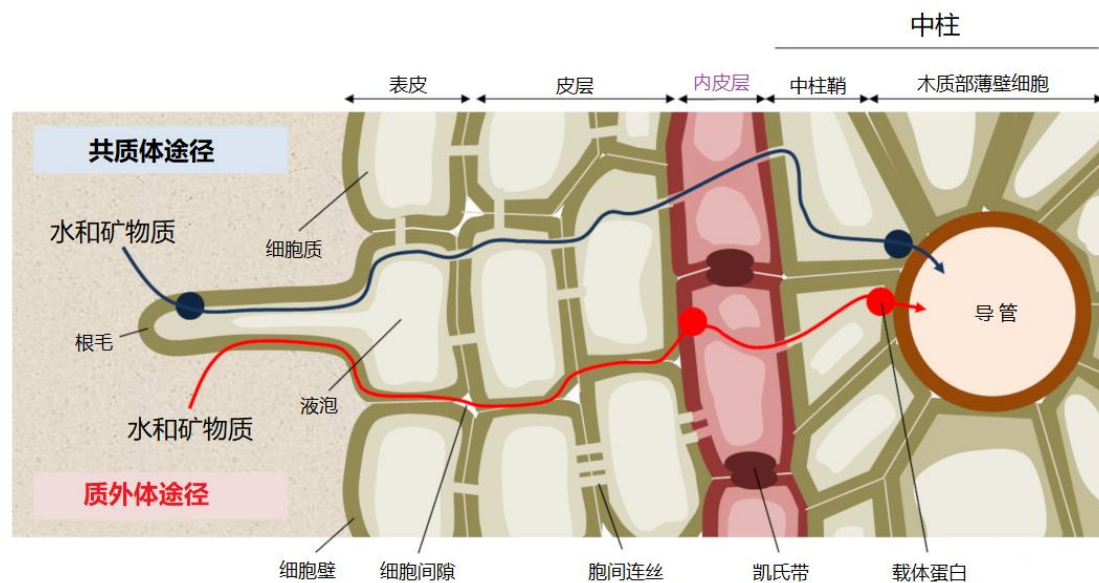 中柱
表皮
皮层
内皮层
中柱鞘
木质部薄壁细胞
共质体途径
水和矿物质
细胞质
根毛
液泡
导管
水和矿物质
质外体途径
细胞壁
细胞间隙
胞间连丝
凯氏带
载体蛋白